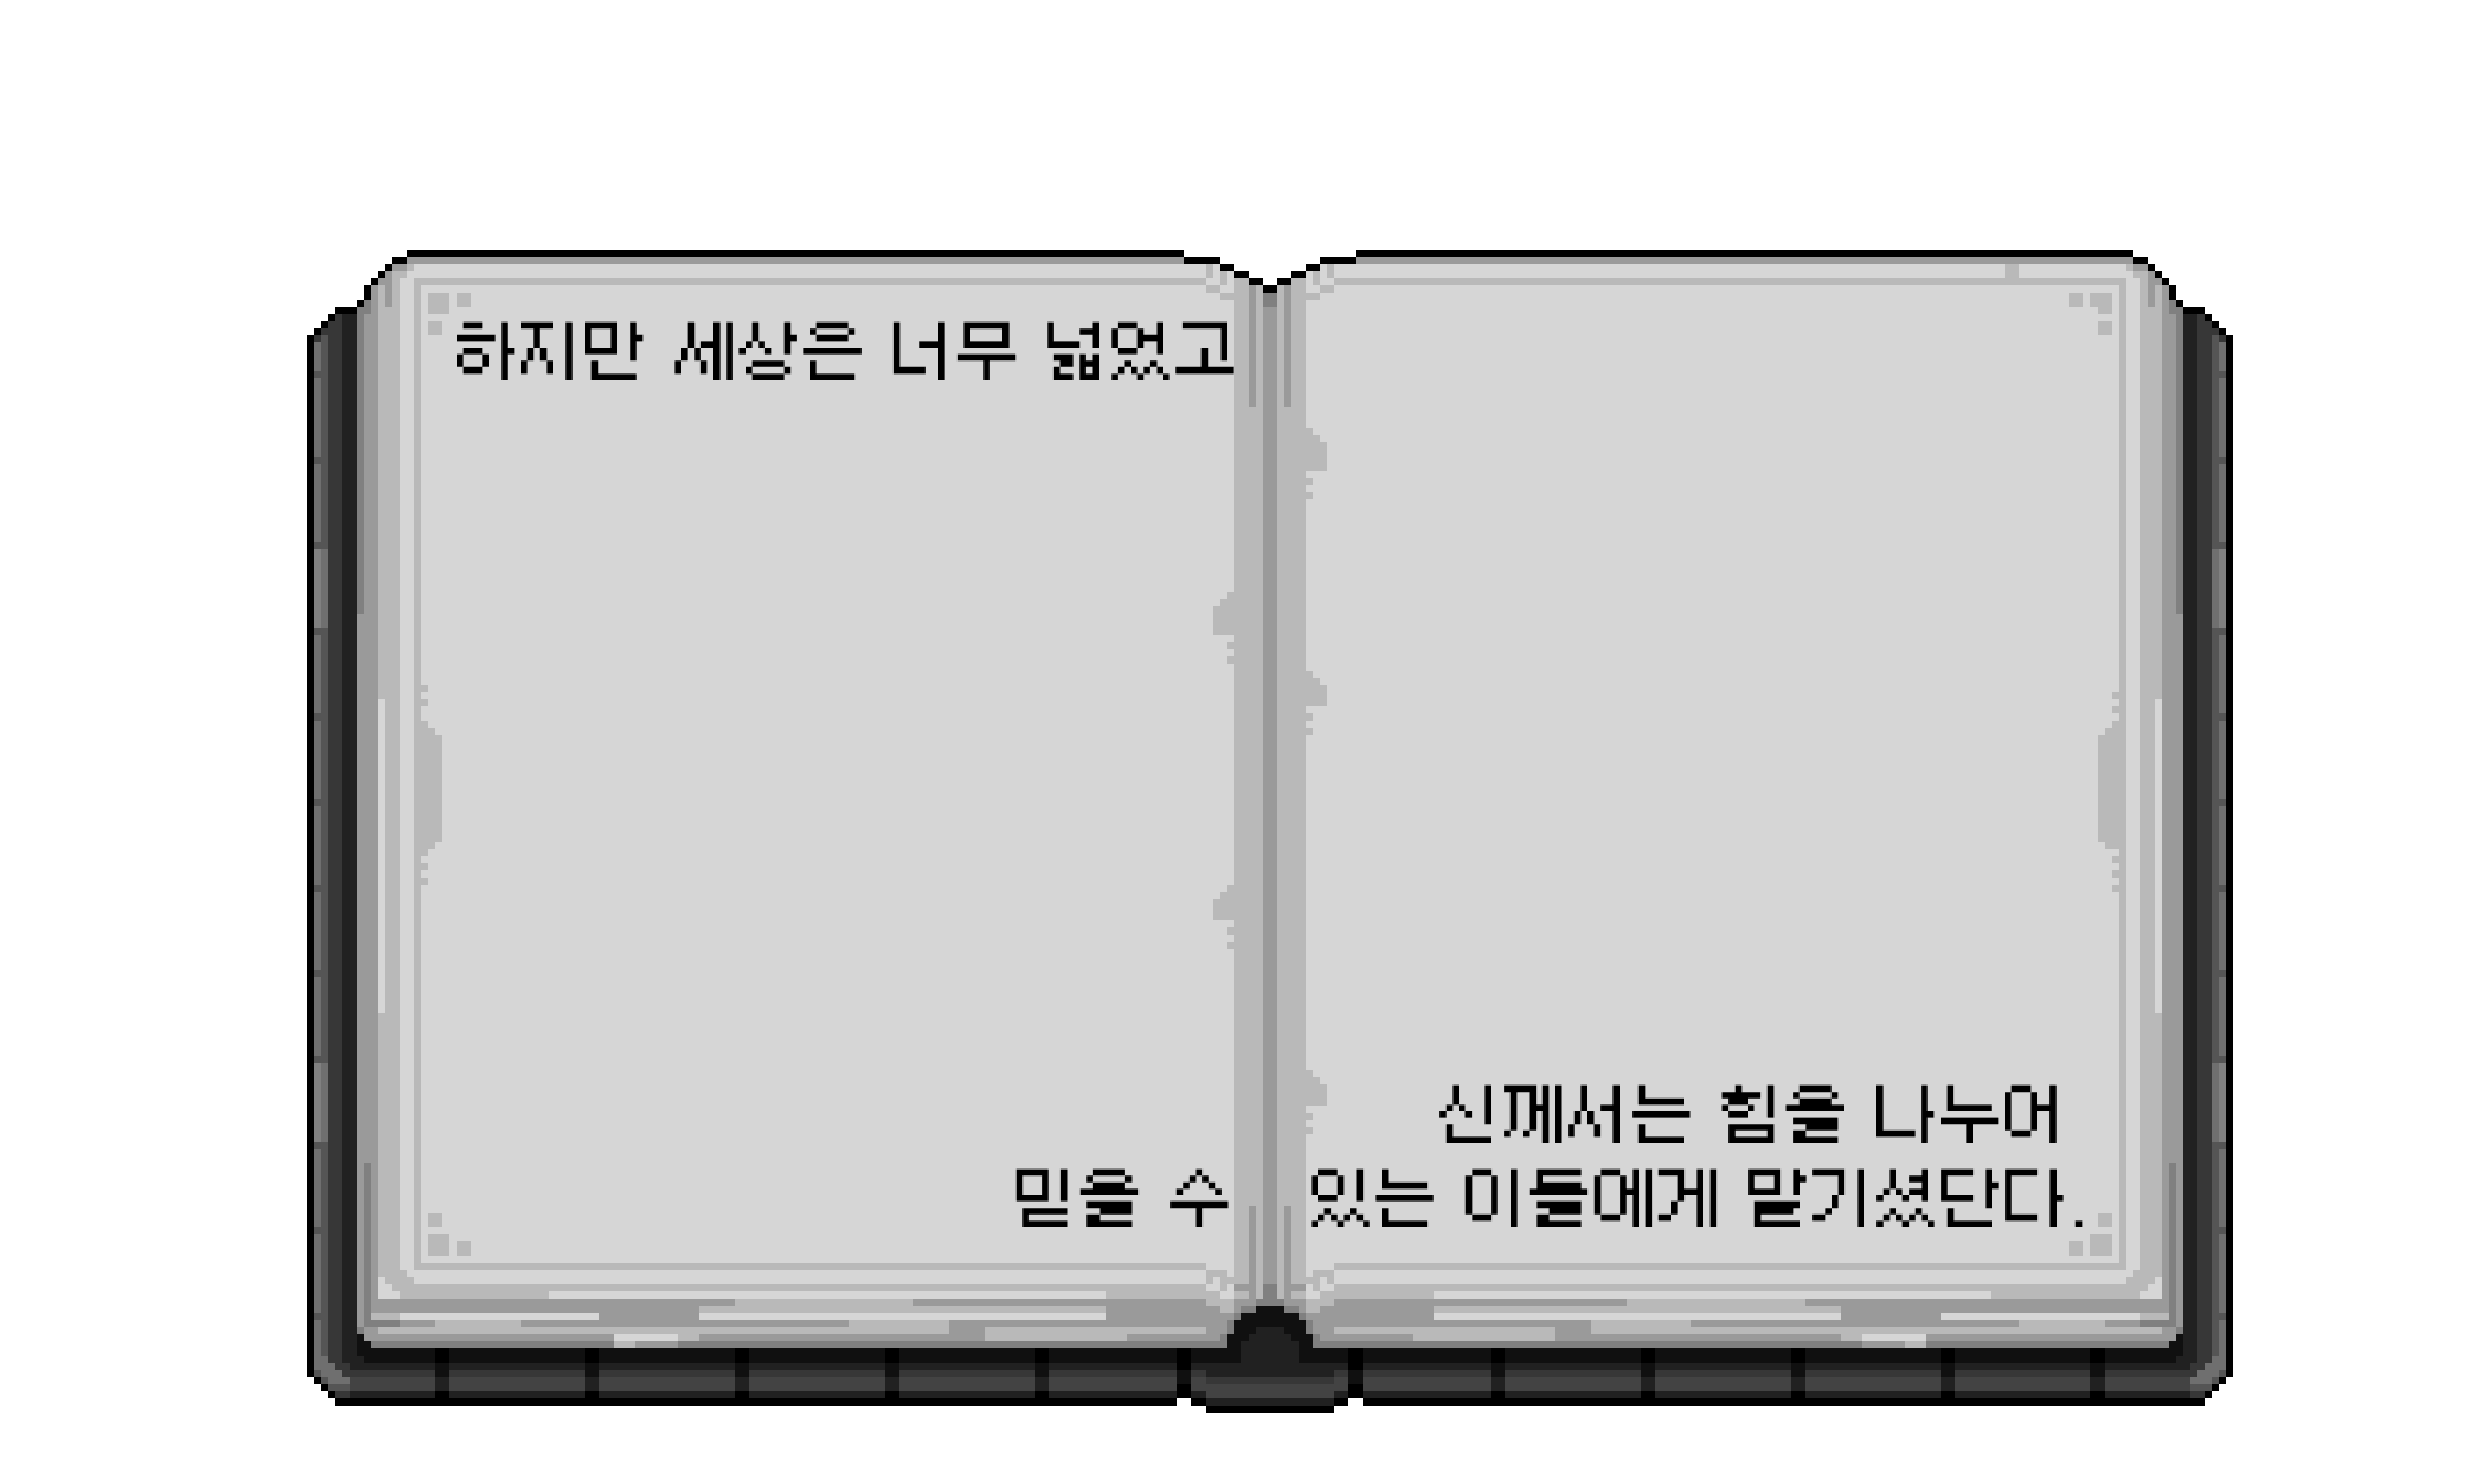 하지만 세상은 너무 넓었고
신께서는 힘을 나누어
믿을 수 있는 이들에게 맡기셨단다.